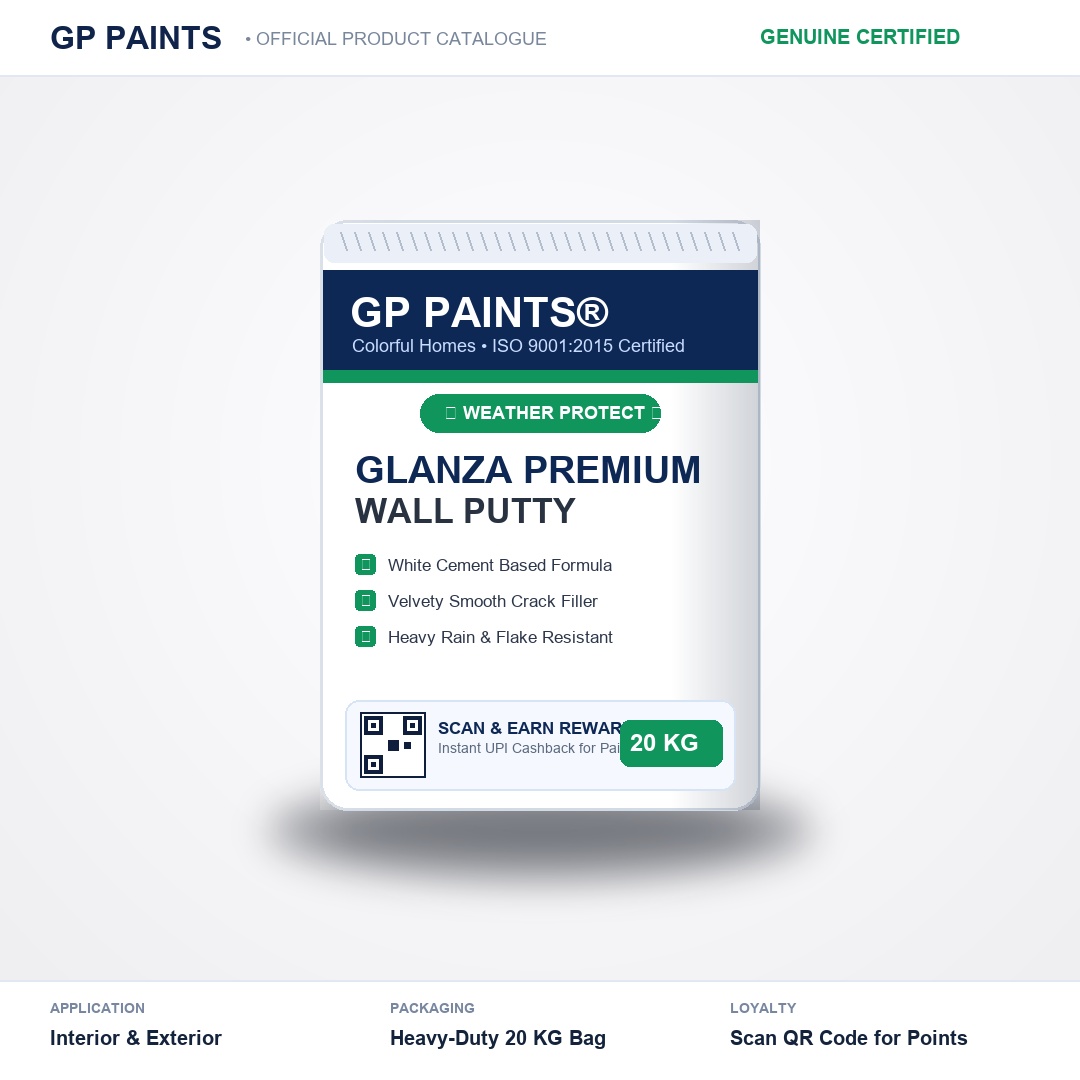 GP PAINTS • OFFICIAL PRODUCT CATALOGUE GENUINE CERTIFIED
GP PAINTS®
Colorful Homes • ISO 9001:2015 Certified
WEATHER PROTECT
GLANZA PREMIUM
WALL PUTTY
White Cement Based Formula
Velvety Smooth Crack Filler
Heavy Rain & Flake Resistant
SCAN & EARN REWAR
Instant UPI Cashback for Pai
20 KG
APPLICATION PACKAGING LOYALTY
Interior & Exterior Heavy-Duty 20 KG Bag Scan QR Code for Points